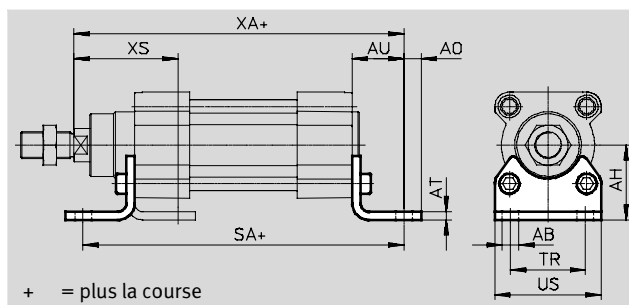 XA+
XS
AU
AO
AT
SA+
AH
AB
TR
US
+ = plus la course